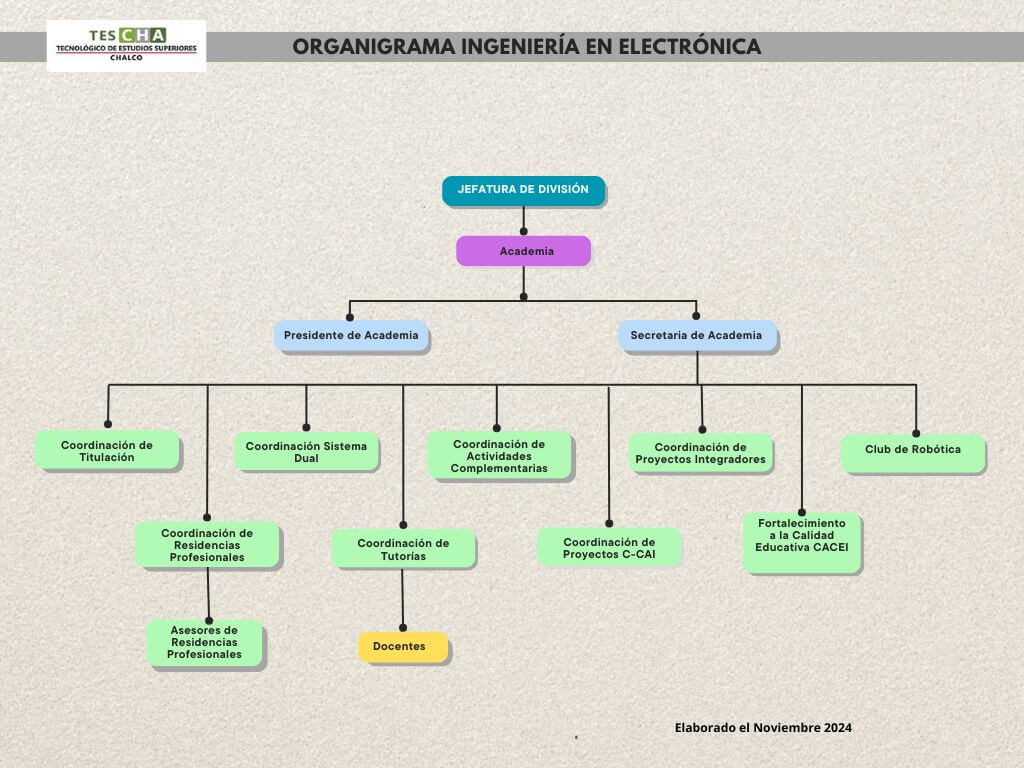 TESCHA
TECNOLÓGICO DE ESTUDIOS SUPERIORES
CHALCO
ORGANIGRAMA INGENIERÍA EN ELECTRÓNICA
JEFATURA DE DIVISIÓN
Academia
Presidente de Academia
Secretaria de Academia
Coordinación de
Titulación
Coordinación Sistema
Dual
Coordinación de
Actividades
Complementarias
Coordinación de
Proyectos Integradores
Club de Robótica
Coordinación de
Residencias
Profesionales
Coordinación de
Tutorías
Coordinación de
Proyectos C-CAI
Fortalecimiento
a la Calidad
Educativa CACEI
Asesores de
Residencias
Profesionales
Docentes
Elaborado el Noviembre 2024